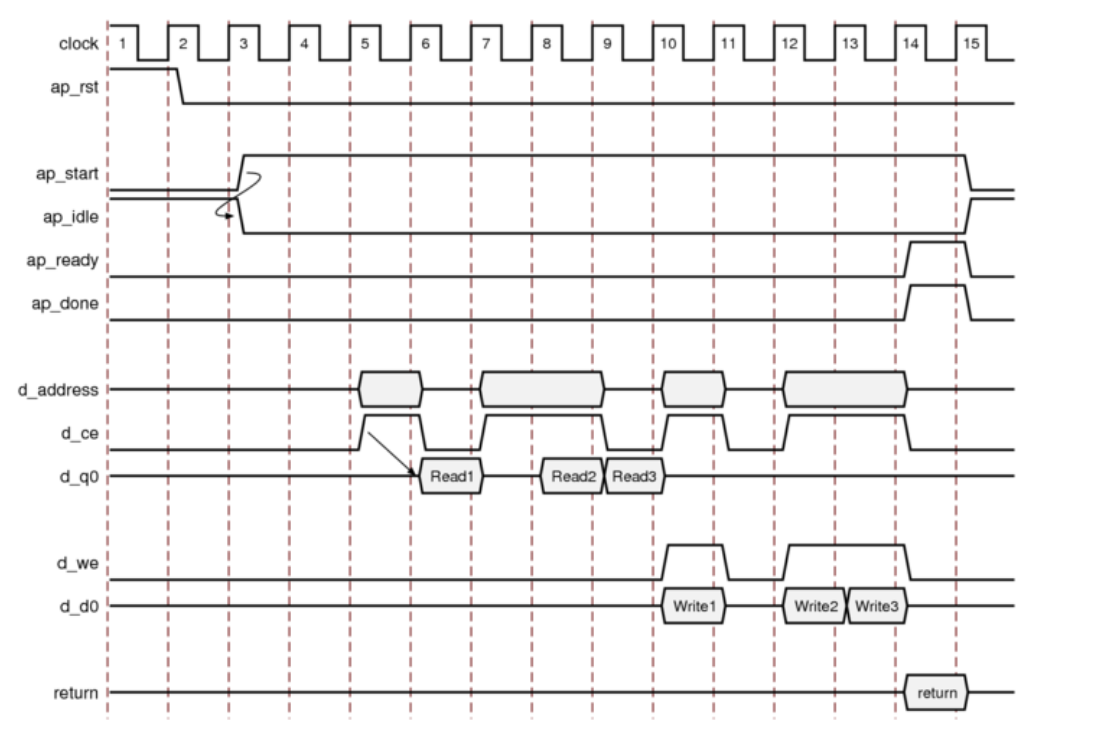 clock 1 2 3 4 5 6 7 8 9 10 11 12 13 14 15
ap_rst
ap_start
ap_idle
ap_ready
ap_done
d_address
d_ce
d_q0 Read1 Read2 Read3
d_we
d_d0 Write1 Write2 Write3
return return